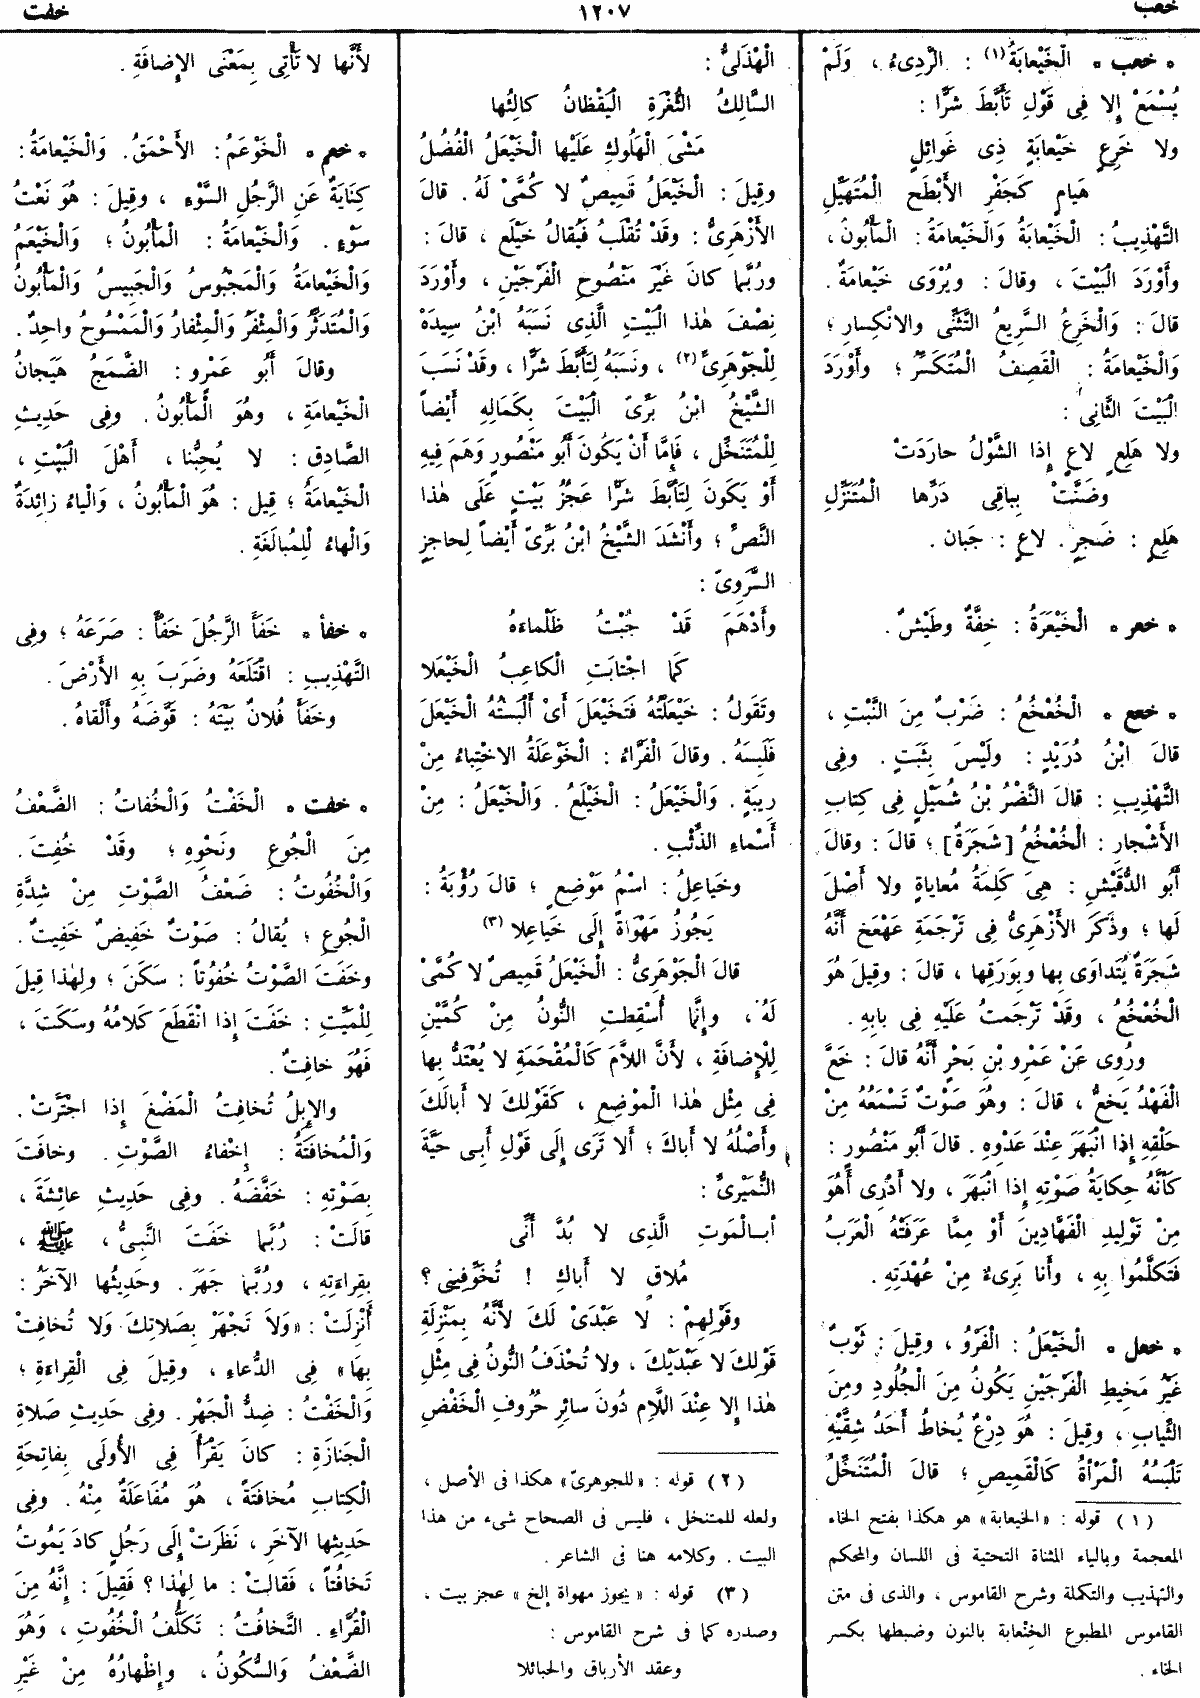 خعب
١٢٠٧
خفت
* خعب * الْخَيْعابَةُ(١) : الْرَّدِىءُ ، وَلَمْ
يُسْمَعْ إِلا فِى قَوْلِ تَأَبَّطَ شَرًّا :
ولا خَرِعٍ خَيْعابَةٍ ذِى غَوائِلٍ
هَيامٍ كَجَفْرِ الأَبْطَحِ الْمُتَهَيِّلِ
التَّهْذِيبُ : الْخَيْعابَةُ وَالْخَيْعامَةُ : الْمَأْبُونُ ،
وأَوْرَدَ الْبَيْتَ ، وقالَ : ويُرْوَى خَيْعامَةٌ .
قالَ : وَالْخَرِعُ السَّرِيعُ التَّثَنِّى والانْكِسارِ ؛
وَالْخَيْعامَةُ : الْقَصِفُ الْمُتَكَسِّرُ ؛ وأَوْرَدَ
الْبَيْتَ الثَّانِى :
ولا هَلِعٍ لاعٍ إِذا الشَّوْلُ حارَدَتْ
وضَنَّتْ بِباقِى دَرِّها الْمُتَنَزِّلِ
هَلِعٍ : ضَجِرٍ . لاعٍ : جَبان .
* خعر * الْخَيْعَرَةُ : خِفَّةٌ وطَيْشٌ .
* خعع * الْخُعْخُعُ : ضَرْبٌ مِنَ النَّبْتِ ،
قالَ ابْنُ دُرَيْدٍ : ولَيْسَ بِثَبَتٍ . وفِى
التَّهْذِيبِ : قالَ النَّضْرُ بْنُ شُمَيْلٍ فِى كِتابِ
الأَشْجارِ : الْخُعْخُعُ [شَجَرَةٌ] ؛ قالَ : وقالَ
أَبُو الدُّقَيْشِ : هِىَ كَلِمَةُ مُعاياةٍ ولا أَصْلَ
لَها ؛ وذَكَرَ الأَزْهَرِىُّ فِى تَرْجَمَةِ عَهْعَخ أَنَّهُ
شَجَرَةٌ يُتَداوَى بِها وبِوَرَقِها ، قالَ : وقِيلَ هُوَ
الْخُعْخُعُ ، وقَدْ تَرْجَمتُ عَلَيْهِ فِى بابِهِ .
ورُوِى عَنْ عَمْرِو بْنِ بَحْرٍ أَنَّهُ قالَ : خَعَّ
الْفَهْدُ يَخِعُّ ، قالَ : وهُوَ صَوْتٌ تَسْمَعُهُ مِنْ
حَلْقِهِ إِذا انْبَهَرَ عِنْدَ عَدْوِهِ . قالَ أَبُو مَنْصُورٍ :
كَأَنَّهُ حِكايَةُ صَوْتِهِ إِذا انْبَهَرَ ، ولا أَدْرِى أَهُوَ
مِنْ تَوْلِيدِ الْفَهَّادِينَ أَوْ مِمَّا عَرَفَتْهُ الْعَرَبُ
فَتَكَلَّمُوا بِهِ ، وأَنا بَرِىءٌ مِنْ عُهْدَتِهِ .
* خعل * الْخَيْعَلُ : الْفَرْوُ ، وقِيلَ : ثَوْبٌ
غَيْرُ مَخِيطِ الْفَرْجَيْنِ يَكُونُ مِنَ الْجُلُودِ ومِنَ
الثِّيابِ ، وقِيلَ : هُوَ دِرْعٌ يُخاطُ أَحَدُ شِقَّيْهِ
تَلْبَسُهُ الْمَرْأَةُ كَالْقَمِيصِ ؛ قالَ الْمُتَنَخِّلُ
(١) قوله : «الخيعابة» هو هكذا بفتح الخاء
المعجمة وبالياء المثناة التحتية فى اللسان والمحكم
والتهذيب والتكملة وشرح القاموس ، والذى فى متن
القاموس المطبوع الخنعابة بالنون وضبطها بكسر
الخاء .
الْهُذَلىُّ :
السَّالِكُ الثُّغْرَةِ الْيَقْظانُ كالِئُها
مَشْىَ الْهَلُوكِ عَلَيْها الْخَيْعَلُ الْفُضُلُ
وقِيلَ : الْخَيْعَلُ قَمِيصٌ لا كُمَّىْ لَهُ . قالَ
الأَزْهَرِىُّ : وقَدْ تُقْلَبُ فَيُقالُ خَيْلَع ، قالَ :
ورُبَّما كانَ غَيْرَ مَنْصُوحِ الْفَرْجَيْنِ ، وأَوْرَدَ
نِصْفَ هٰذا الْبَيْتِ الَّذِى نَسَبَهُ ابْنُ سِيدَهْ
لِلْجَوْهَرِىِّ(٢) ، ونَسَبَهُ لِتَأَبَّطَ شَرًّا ، وقَدْ نَسَبَ
الشَّيْخُ ابْنُ بَرِّىّ الْبَيْتَ بِكَمالِهِ أَيْضاً
لِلْمُتَنَخِّلِ ، فَإِمَّا أَنْ يَكُونَ أَبُو مَنْصُورٍ وَهَمَ فِيهِ
أَوْ يَكونَ لِتَأَبَّطَ شَرًّا عَجُزُ بَيْتٍ عَلَى هٰذا
النَّصِّ ؛ وأَنْشَدَ الشَّيْخُ ابْنُ بَرِّىّ أَيْضاً لِحاجِزٍ
السَّرَوِىّ :
وأَدْهَمَ قَدْ جُبْتُ ظَلْماءَهُ
كَما اجْتابَتِ الْكاعِبُ الْخَيْعَلا
وتَقُولُ : خَيْعَلْتُهُ فَتَخَيْعَلَ أَىْ أَلْبَسْتُهُ الْخَيْعَلَ
فَلَبِسَهُ . وقالَ الْفَرَّاءُ : الْخَوْعَلَةُ الاخْتِباءُ مِنْ
رِيبَةٍ . وَالْخَيْعَلُ : الْخَيْلَعُ . وَالْخَيْعَلُ : مِنْ
أَسْماءِ الذِّئْبِ .
وخَياعِلُ : اسْمُ مَوْضِعٍ ؛ قالَ رُؤْبَةُ :
يَجُوزُ مَهْوَاةً إِلَى خَياعِلا (٣)
قالَ الْجَوْهَرِىُّ : الْخَيْعَلُ قَمِيصٌ لا كُمَّىْ
لَهُ ، وإِنَّما أُسْقِطتِ النُّونُ مِنْ كُمَّيْنِ
لِلْإِضافَةِ ، لأَنَّ اللاَّمَ كَالْمُقْحَمَةِ لا يُعْتَدُّ بِها
فِى مِثْلِ هٰذا الْموْضِعِ ، كَقَوْلِكَ لا أَبالَكَ
وأَصْلُهُ لا أَباكَ ؛ أَلا تَرَى إِلَى قَوْلِ أَبِى حَيَّةَ
النُّمَيْرِىِّ :
أَبــالْموتِ الَّذِى لا بُدَّ أَنِّى
مُلاقٍ لا أَباكِ ! تُخَوِّفِينِى ؟
وقَوْلِهِمْ : لا عَبْدَىْ لَكَ لأَنَّهُ بِمَنْزِلَةِ
قَوْلِكَ لا عَبْدَيْكَ ، ولا تُحْذَفُ النُّونُ فِى مِثْلِ
هٰذا إِلا عِنْدَ اللاَّمِ دُونَ سائِرِ حُرُوفِ الْخَفْضِ
(٢) قوله : «للجوهرىّ» هكذا فى الأصل ،
ولعله للمتنخل ، فليس فى الصحاح شىء من هذا
البيت . وكلامه هنا فى الشاعر .
(٣) قوله : «يجوز مهواة إلخ» عجز بيت ،
وصدره كما فى شرح القاموس :
وعقد الأرباق والحبائلا
لأَنَّها لا تَأْتِى بِمَعْنَى الإِضافَةِ .
* خعم * الْخَوْعَمُ : الأَحْمَقُ . وَالْخَيْعامَةُ :
كِنايَةٌ عَنِ الرَّجُلِ السَّوْءِ ، وقِيلَ : هُوَ نَعْتُ
سَوْءٍ . وَالْخَيْعامَةُ : الْمَأْبُونُ ؛ وَالْخَيْعَمُ
وَالْخَيْعامَةُ وَالْمَجْبُوسُ وَالْجَبِيسُ وَالْمَأْبُونُ
وَالْمُتَدَثِّرُ وَالْمِثْفَرُ وَالْمِثْفارُ وَالْمَمْسُوحُ واحِدٌ .
وقالَ أَبُو عَمْرٍو : الضَّمَجُ هَيَجانُ
الْخَيْعامَةِ ، وهُوَ الْمَأْبُونُ . وفِى حَدِيثِ
الصَّادِقِ : لا يُحِبُّنا ، أَهْلَ الْبَيْتِ ،
الْخَيْعامَةُ ؛ قِيل : هُوَ الْمَأْبُونُ ، وَالْياءُ زائِدَةٌ
وَالْهاءُ لِلْمُبالَغَةِ .
* خفأ * خَفَأَ الرَّجُلَ خَفْأً : صَرَعَهُ ؛ وفِى
التَّهْذِيبِ : اقْتَلَعَهُ وضَرَبَ بِهِ الأَرْضَ .
وخَفَأَ فُلانٌ بَيْتَهُ : قَوَّضَهُ وأَلْقاهُ .
* خفت * الْخَفْتُ وَالْخُفاتُ : الضَّعْفُ
مِنَ الْجُوعِ ونَحْوِهِ ؛ وقَدْ خُفِتَ .
وَالْخُفُوتُ : ضَعْفُ الصَّوْتِ مِنْ شِدَّةِ
الْجُوعِ ؛ يُقالُ : صَوْتٌ خَفِيضٌ خَفِيتٌ .
وخَفَتَ الصَّوْتُ خُفُوتاً : سَكَنَ ؛ ولِهٰذا قِيلَ
لِلْمَيِّتِ : خَفَتَ إِذا انْقَطَعَ كَلامُهُ وسَكَتَ ،
فَهُوَ خافِتٌ .
والإِبِلُ تُخافِتُ الْمَضْغَ إِذا اجْتَرَّتْ .
وَالْمُخافَتَةُ : إِخْفاءُ الصَّوْتِ . وخافَتَ
بِصَوْتِهِ : خَفَّضَهُ . وفِى حَدِيثِ عائِشَةَ ،
قالَتْ : رُبَّما خَفَتَ النَّبِىُّ ، ﷺ ،
بِقِراءَتِهِ ، ورُبَّما جَهَرَ . وحَدِيثُها الآخَرُ :
أُنْزِلَتْ : «وَلاَ تَجْهَرْ بِصَلاتِكَ وَلا تُخافِتْ
بِهَا» فِى الدُّعاءِ ، وقِيلَ فِى الْقِراءَةِ ؛
وَالْخَفْتُ : ضِدُّ الْجَهْرِ . وفِى حَدِيثِ صَلاةِ
الْجَنازَةِ : كانَ يَقْرَأُ فِى الأُولَى بِفاتِحَةِ
الْكِتابِ مُخافَتَةً ، هُوَ مُفَاعَلَةٌ مِنْهُ . وفِى
حَدِيثِها الآخَرِ ، نَظَرَتْ إِلَى رَجُلٍ كادَ يَمُوتُ
تَخافُتاً ، فَقالتْ : ما لِهٰذا ؟ فَقِيلَ : إِنَّهُ مِنَ
الْقُرَّاءِ . التَّخافُتُ : تَكَلُّفُ الْخُفُوتِ ، وَهُوَ
الضَّعْفُ وَالسُّكُونُ ، وإِظْهارُهُ مِنْ غَيْرِ